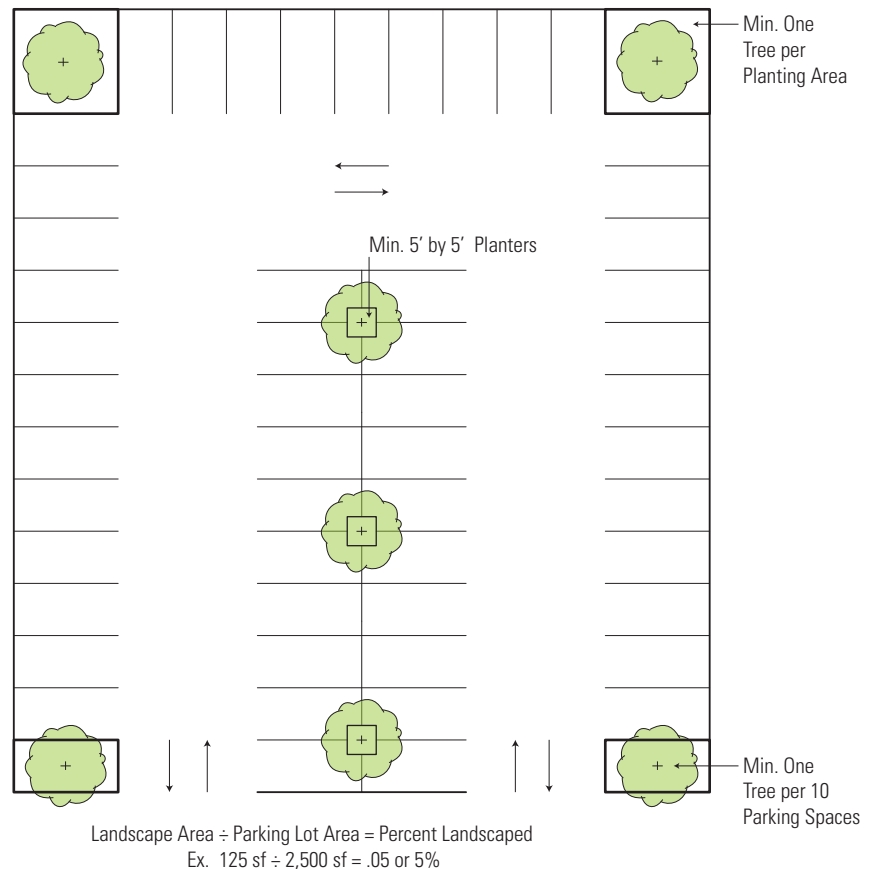 Min. One
Tree per
Planting Area
Min. 5’ by 5’ Planters
Min. One
Tree per 10
Parking Spaces
Landscape Area ÷ Parking Lot Area = Percent Landscaped
Ex. 125 sf ÷ 2,500 sf = .05 or 5%